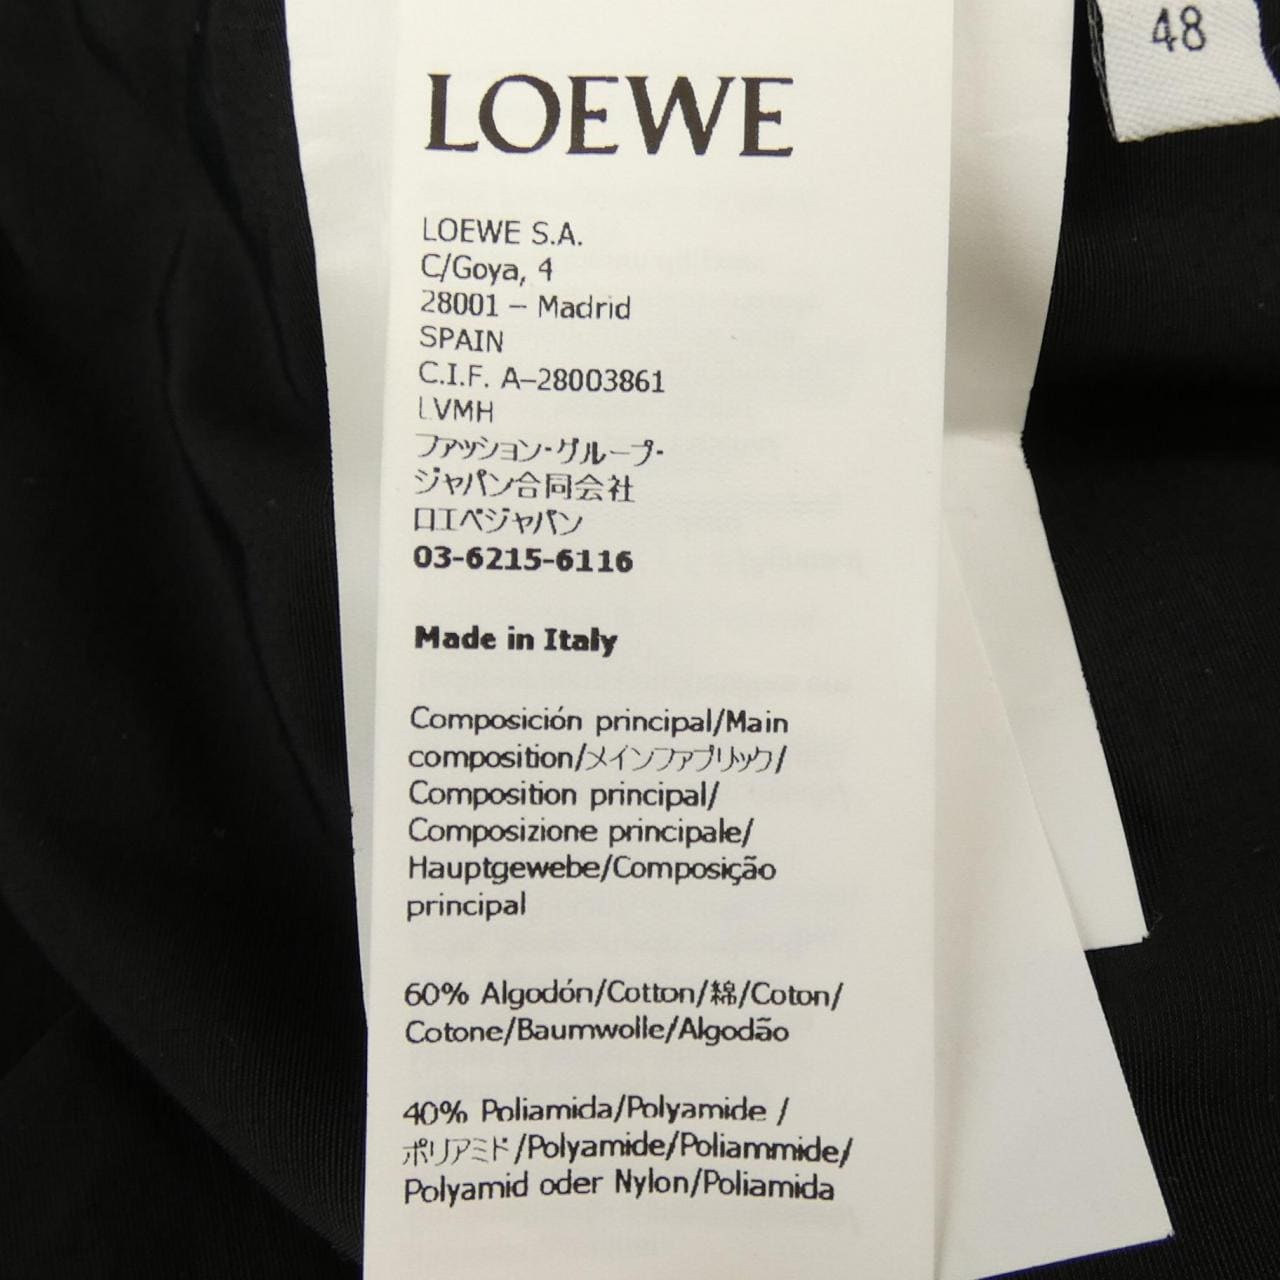 48
LOEWE
LOEWE S.A.
C/Goya, 4
28001 – Madrid
SPAIN
C.I.F. A–28003861
LVMH
ファッション・グループ・
ジャパン合同会社
ロエベジャパン
03-6215-6116
Made in Italy
Composición principal/Main
composition/メインファブリック/
Composition principal/
Composizione principale/
Hauptgewebe/Composição
principal
60% Algodón/Cotton/綿/Coton/
Cotone/Baumwolle/Algodão
40% Poliamida/Polyamide /
ポリアミド/Polyamide/Poliammide/
Polyamid oder Nylon/Poliamida